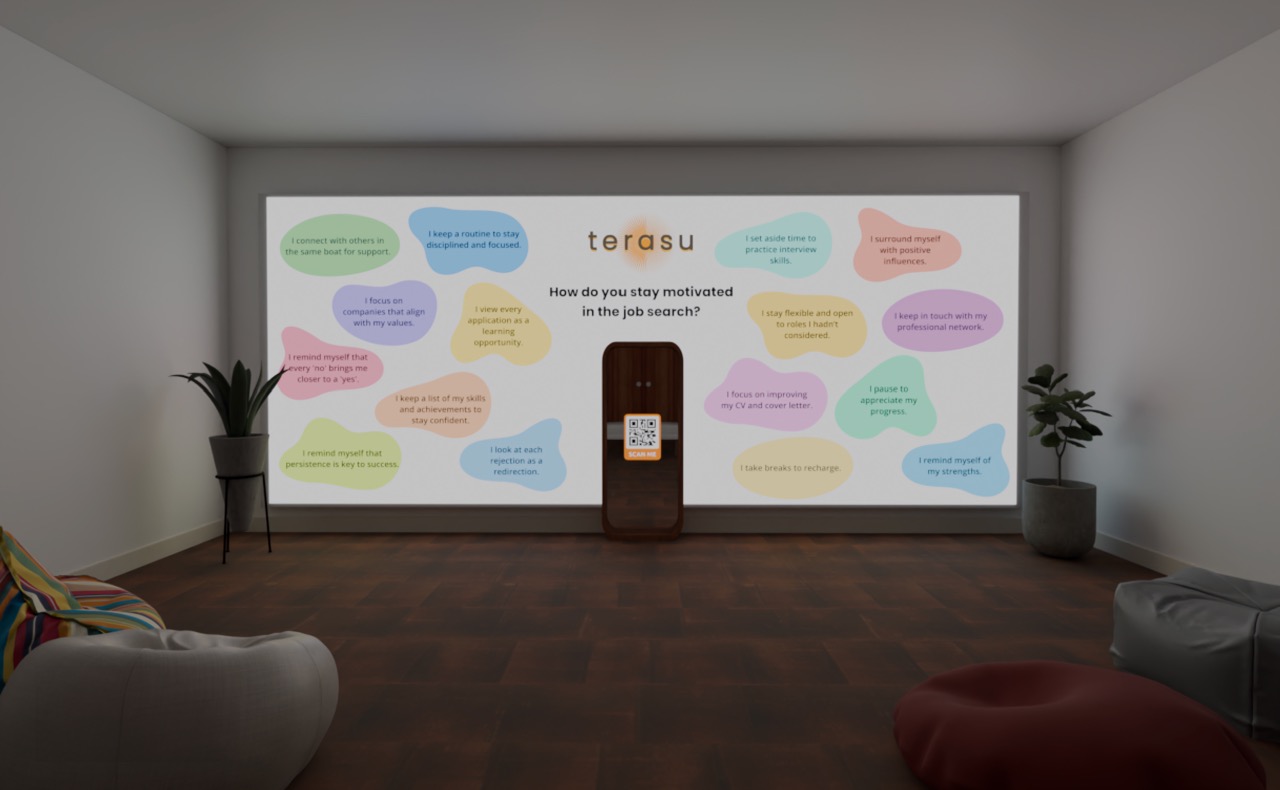 terasu
How do you stay motivated
in the job search?
I connect with others in
the same boat for support.
I keep a routine to stay
disciplined and focused.
I focus on
companies that align
with my values.
I view every
application as a
learning
opportunity.
I remind myself that
every 'no' brings me
closer to a 'yes'.
I keep a list of my skills
and achievements to
stay confident.
I remind myself that
persistence is key to success.
I look at each
rejection as a
redirection.
I set aside time to
practice interview
skills.
I surround myself
with positive
influences.
I stay flexible and open
to roles I hadn't
considered.
I keep in touch with my
professional network.
I focus on improving
my CV and cover letter.
I pause to
appreciate my
progress.
I take breaks to recharge.
I remind myself of
my strengths.
SCAN ME